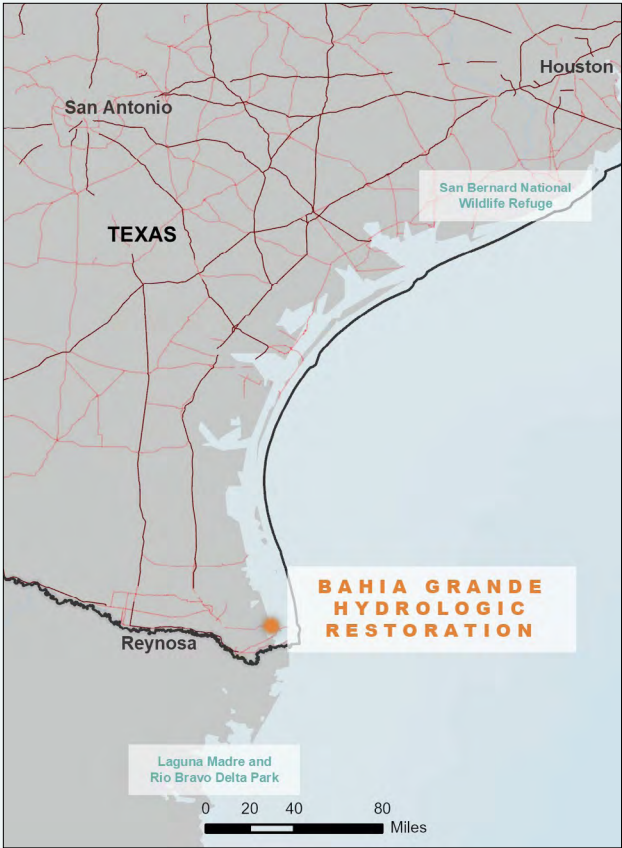 Houston
San Antonio
San Bernard National
Wildlife Refuge
TEXAS
BAHIA GRANDE
HYDROLOGIC
RESTORATION
Reynosa
Laguna Madre and
Rio Bravo Delta Park
0 20 40 80
Miles